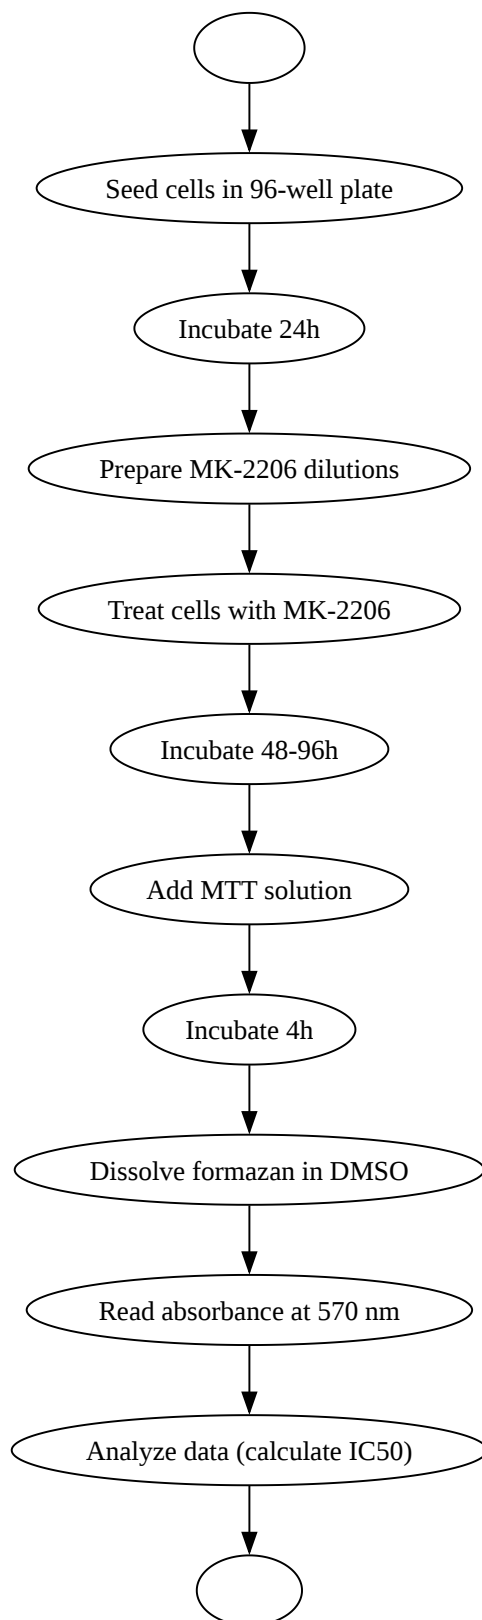 Seed cells in 96-well plate
Incubate 24h
Prepare MK-2206 dilutions
Treat cells with MK-2206
Incubate 48-96h
Add MTT solution
Incubate 4h
Dissolve formazan in DMSO
Read absorbance at 570 nm
Analyze data (calculate IC50)